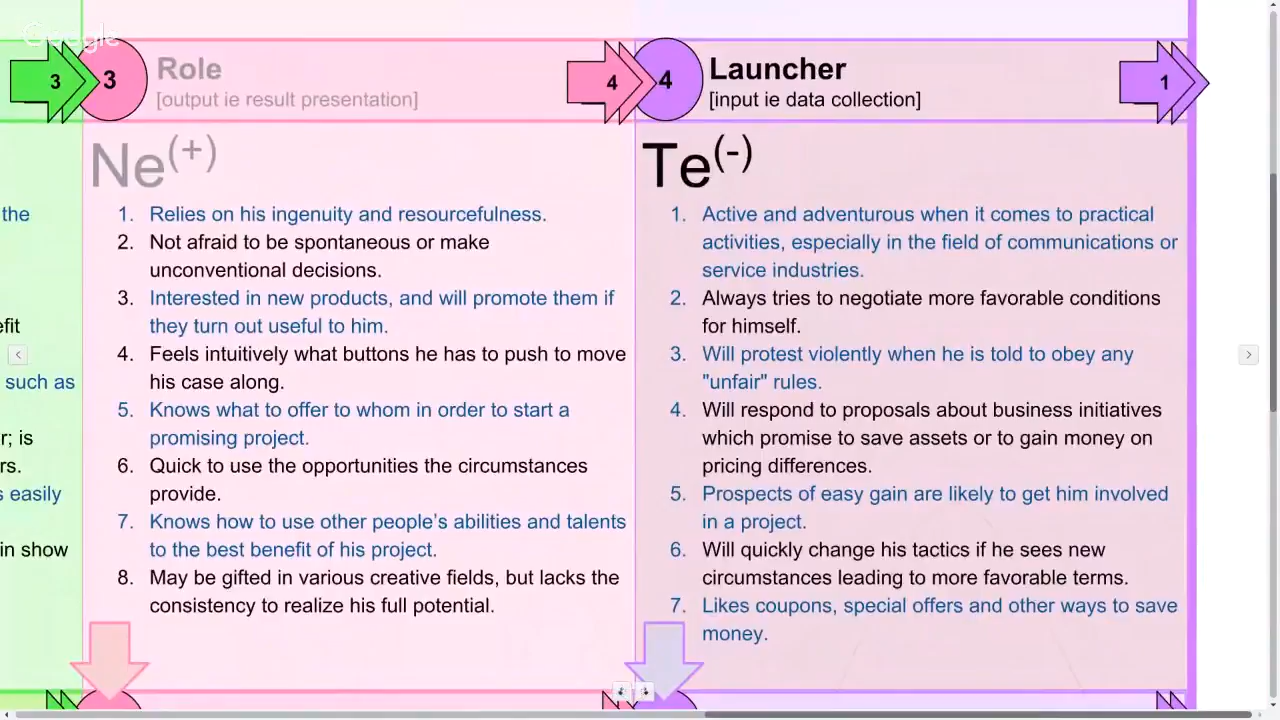 Google
3
3
Role
[output ie result presentation]
4
4
Launcher
[input ie data collection]
1
the
efit
such as
r; is
rs.
s easily
in show
Ne(+)
1. Relies on his ingenuity and resourcefulness.
2. Not afraid to be spontaneous or make
unconventional decisions.
3. Interested in new products, and will promote them if
they turn out useful to him.
4. Feels intuitively what buttons he has to push to move
his case along.
5. Knows what to offer to whom in order to start a
promising project.
6. Quick to use the opportunities the circumstances
provide.
7. Knows how to use other people’s abilities and talents
to the best benefit of his project.
8. May be gifted in various creative fields, but lacks the
consistency to realize his full potential.
Te(-)
1. Active and adventurous when it comes to practical
activities, especially in the field of communications or
service industries.
2. Always tries to negotiate more favorable conditions
for himself.
3. Will protest violently when he is told to obey any
"unfair" rules.
4. Will respond to proposals about business initiatives
which promise to save assets or to gain money on
pricing differences.
5. Prospects of easy gain are likely to get him involved
in a project.
6. Will quickly change his tactics if he sees new
circumstances leading to more favorable terms.
7. Likes coupons, special offers and other ways to save
money.